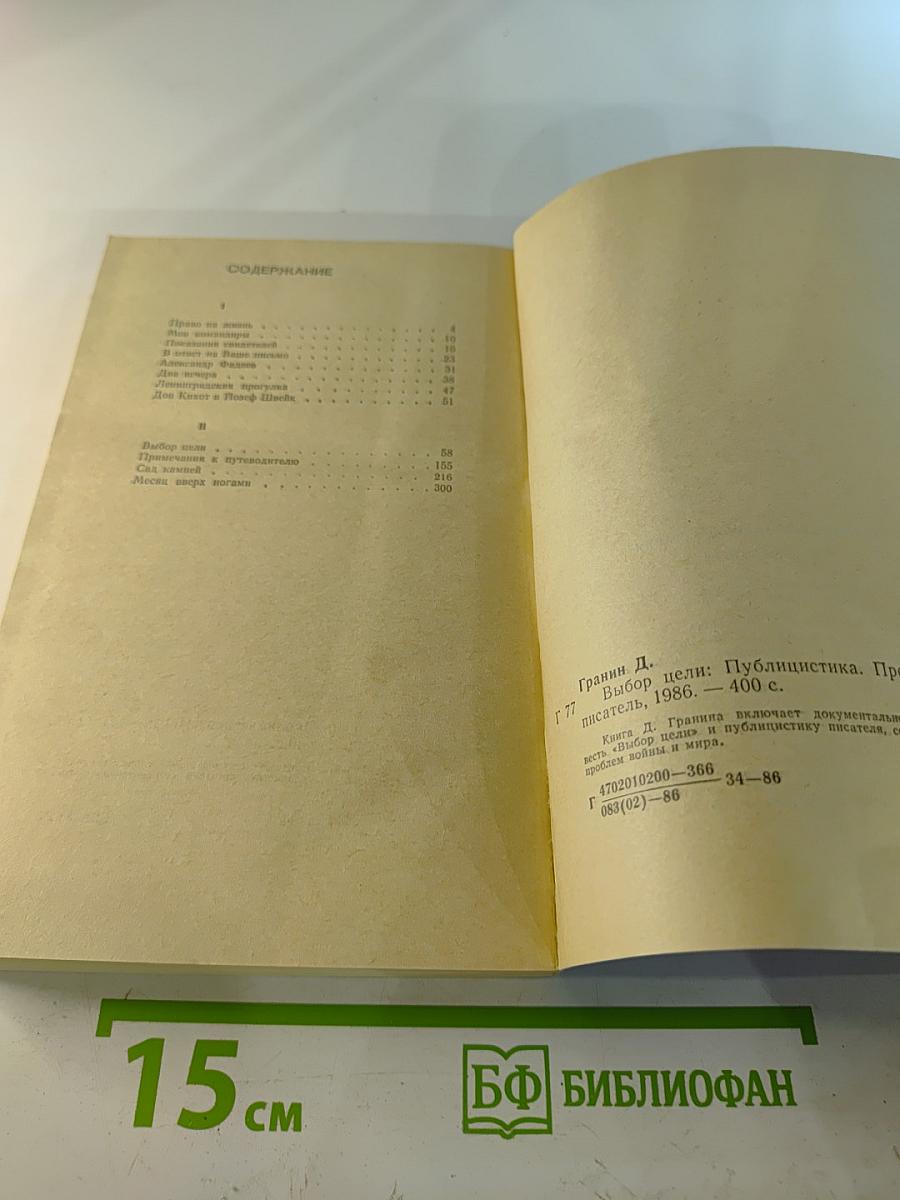 СОДЕРЖАНИЕ
I
Право на жизнь . . . . . . . . . . . . . . 4
Мои командиры . . . . . . . . . . . . . . 10
Показания свидетелей . . . . . . . . . . . . 16
В ответ на Ваше письмо . . . . . . . . . . . 23
Александр Фадеев . . . . . . . . . . . . . 31
Два вечера . . . . . . . . . . . . . . . 38
Ленинградская прогулка . . . . . . . . . . . 47
Дон Кихот и Йозеф Швейк . . . . . . . . . . 51
II
Выбор цели . . . . . . . . . . . . . . . 58
Примечания к путеводителю . . . . . . . . . . 155
Сад камней . . . . . . . . . . . . . . . 216
Месяц вверх ногами . . . . . . . . . . . . 300
Гранин Д.
Г 77 Выбор цели: Публицистика. Пре
писатель, 1986. — 400 с.
Книга Д. Гранина включает документальн
весть «Выбор цели» и публицистику писателя,
проблем войны и мира.
Г 4702010200—366 34—86
083(02)—86
15 см
БФ БИБЛИОФАН